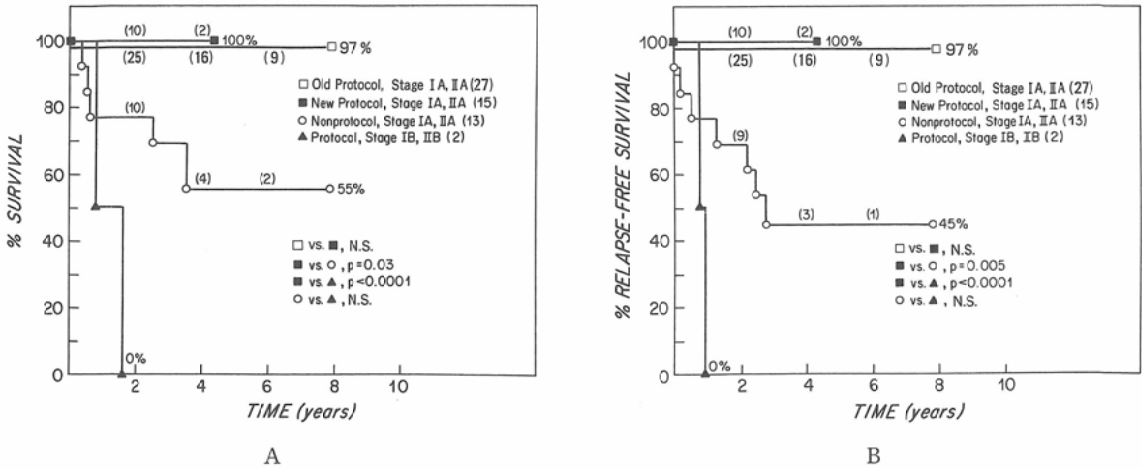 (10) (2)
100 100%
97%
(25) (16) (9)
□ Old Protocol, Stage IA, IIA (27)
■ New Protocol, Stage IA, IIA (15)
○ Nonprotocol, Stage IA, IIA (13)
▲ Protocol, Stage IB, IIB (2)
80
(10)
60
(4) (2)
55%
40
□ vs. ■, N.S.
■ vs. ○, p=0.03
■ vs. ▲, p<0.0001
○ vs. ▲, N.S.
20
0%
0
2 4 6 8 10
% SURVIVAL
TIME (years)
A
(10) (2)
100 100%
97%
(25) (16) (9)
□ Old Protocol, Stage IA, IIA (27)
■ New Protocol, Stage IA, IIA (15)
○ Nonprotocol, Stage IA, IIA (13)
▲ Protocol, Stage IB, IIB (2)
80
(9)
60
(3) (1)
45%
40
□ vs. ■, N.S.
■ vs. ○, p=0.005
■ vs. ▲, p<0.0001
○ vs. ▲, N.S.
20
0%
0
2 4 6 8 10
% RELAPSE-FREE SURVIVAL
TIME (years)
B